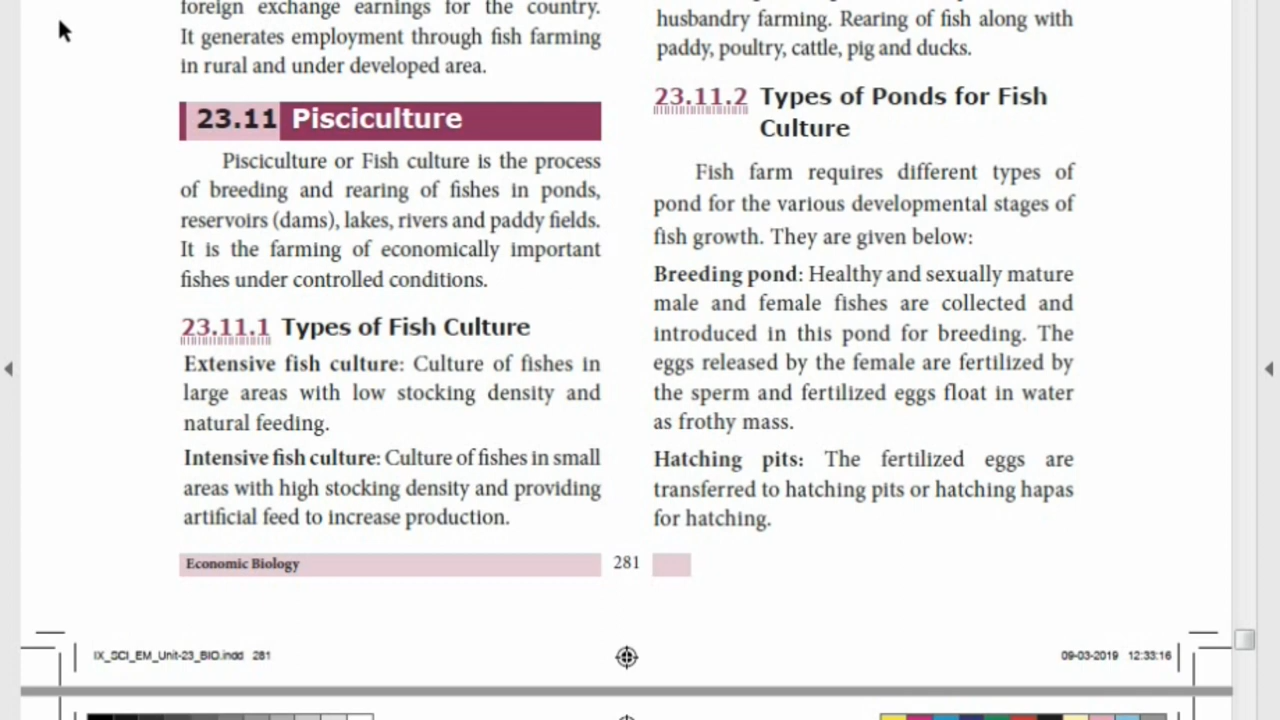 foreign exchange earnings for the country.
It generates employment through fish farming
in rural and under developed area.
23.11 Pisciculture
Pisciculture or Fish culture is the process
of breeding and rearing of fishes in ponds,
reservoirs (dams), lakes, rivers and paddy fields.
It is the farming of economically important
fishes under controlled conditions.
23.11.1 Types of Fish Culture
Extensive fish culture: Culture of fishes in
large areas with low stocking density and
natural feeding.
Intensive fish culture: Culture of fishes in small
areas with high stocking density and providing
artificial feed to increase production.
husbandry farming. Rearing of fish along with
paddy, poultry, cattle, pig and ducks.
23.11.2 Types of Ponds for Fish
Culture
Fish farm requires different types of
pond for the various developmental stages of
fish growth. They are given below:
Breeding pond: Healthy and sexually mature
male and female fishes are collected and
introduced in this pond for breeding. The
eggs released by the female are fertilized by
the sperm and fertilized eggs float in water
as frothy mass.
Hatching pits: The fertilized eggs are
transferred to hatching pits or hatching hapas
for hatching.
Economic Biology 281
IX_SCI_EM_Unit-23_BIO.indd 281
09-03-2019 12:33:16